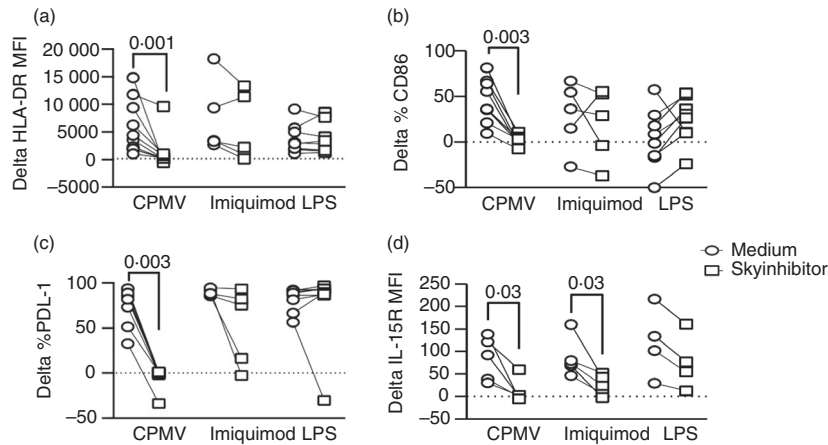 (a)
Delta HLA-DR MFI
20 000
15 000
10 000
5000
0
–5000
0·001
CPMV
Imiquimod
LPS
(b)
Delta % CD86
100
50
0
–50
0·003
CPMV
Imiquimod
LPS
(c)
Delta %PDL-1
100
50
0
–50
0·003
CPMV
Imiquimod
LPS
(d)
Delta IL-15R MFI
250
200
150
100
50
0
50
0·03
0·03
CPMV
Imiquimod
LPS
Medium
Skyinhibitor